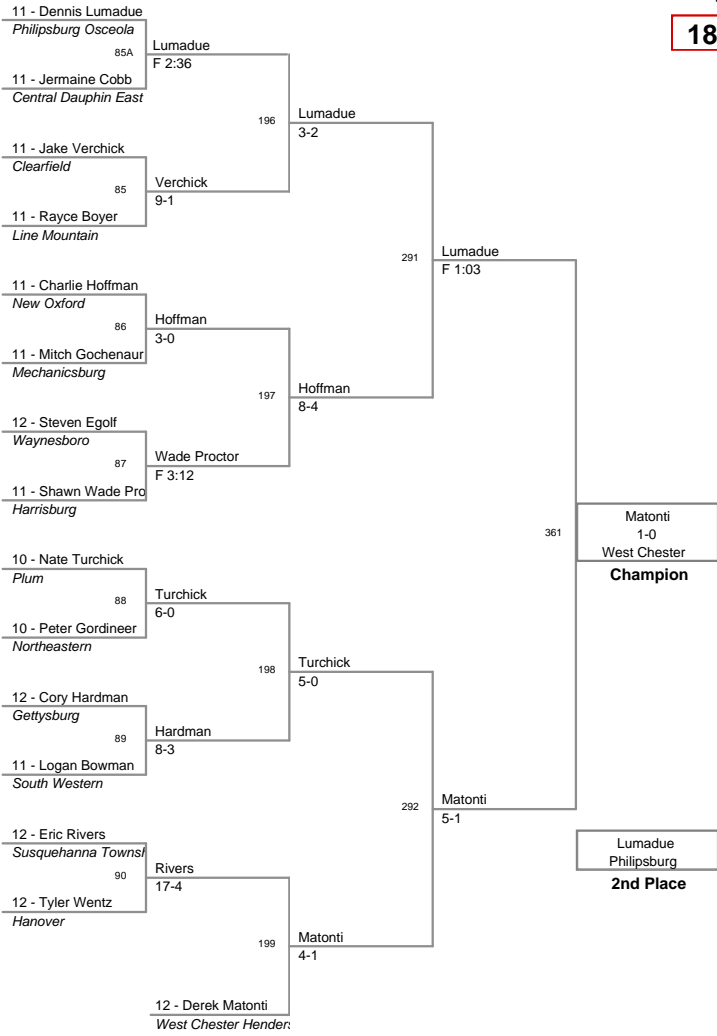 11 - Dennis Lumadue
Philipsburg Osceola
85A
Lumadue
F 2:36
18
11 - Jermaine Cobb
Central Dauphin East
196
Lumadue
3-2
11 - Jake Verchick
Clearfield
85
Verchick
9-1
11 - Rayce Boyer
Line Mountain
291
Lumadue
F 1:03
11 - Charlie Hoffman
New Oxford
86
Hoffman
3-0
11 - Mitch Gochenaur
Mechanicsburg
197
Hoffman
8-4
12 - Steven Egolf
Waynesboro
87
Wade Proctor
F 3:12
11 - Shawn Wade Pro
Harrisburg
361
Matonti
1-0
West Chester
Champion
10 - Nate Turchick
Plum
88
Turchick
6-0
10 - Peter Gordineer
Northeastern
198
Turchick
5-0
12 - Cory Hardman
Gettysburg
89
Hardman
8-3
11 - Logan Bowman
South Western
292
Matonti
5-1
12 - Eric Rivers
Susquehanna Townsh
90
Rivers
17-4
12 - Tyler Wentz
Hanover
Lumadue
Philipsburg
2nd Place
199
Matonti
4-1
12 - Derek Matonti
West Chester Henders